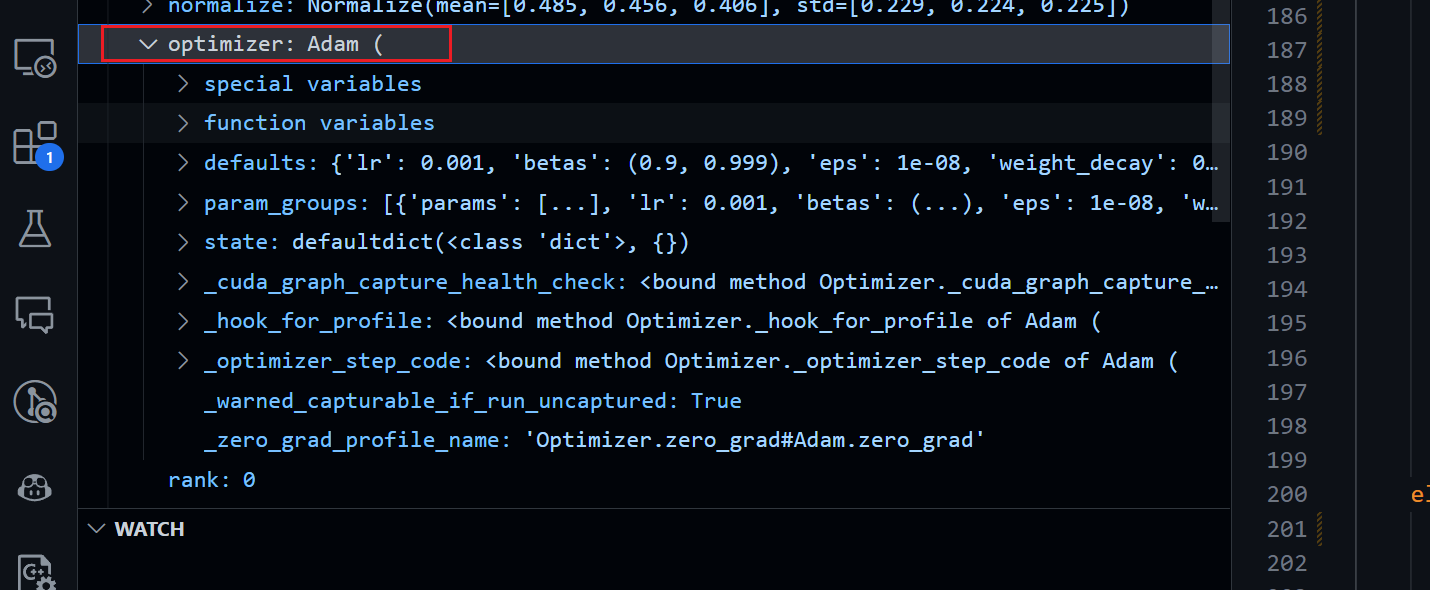 normalize: Normalize(mean=[0.485, 0.456, 0.406], std=[0.229, 0.224, 0.225])
optimizer: Adam (
special variables
function variables
defaults: {'lr': 0.001, 'betas': (0.9, 0.999), 'eps': 1e-08, 'weight_decay': 0…
param_groups: [{'params': [...], 'lr': 0.001, 'betas': (...), 'eps': 1e-08, 'w…
state: defaultdict(<class 'dict'>, {})
_cuda_graph_capture_health_check: <bound method Optimizer._cuda_graph_capture_…
_hook_for_profile: <bound method Optimizer._hook_for_profile of Adam (
_optimizer_step_code: <bound method Optimizer._optimizer_step_code of Adam (
_warned_capturable_if_run_uncaptured: True
_zero_grad_profile_name: 'Optimizer.zero_grad#Adam.zero_grad'
rank: 0
WATCH
1
C++
186
187
188
189
190
191
192
193
194
195
196
197
198
199
200
el
201
202